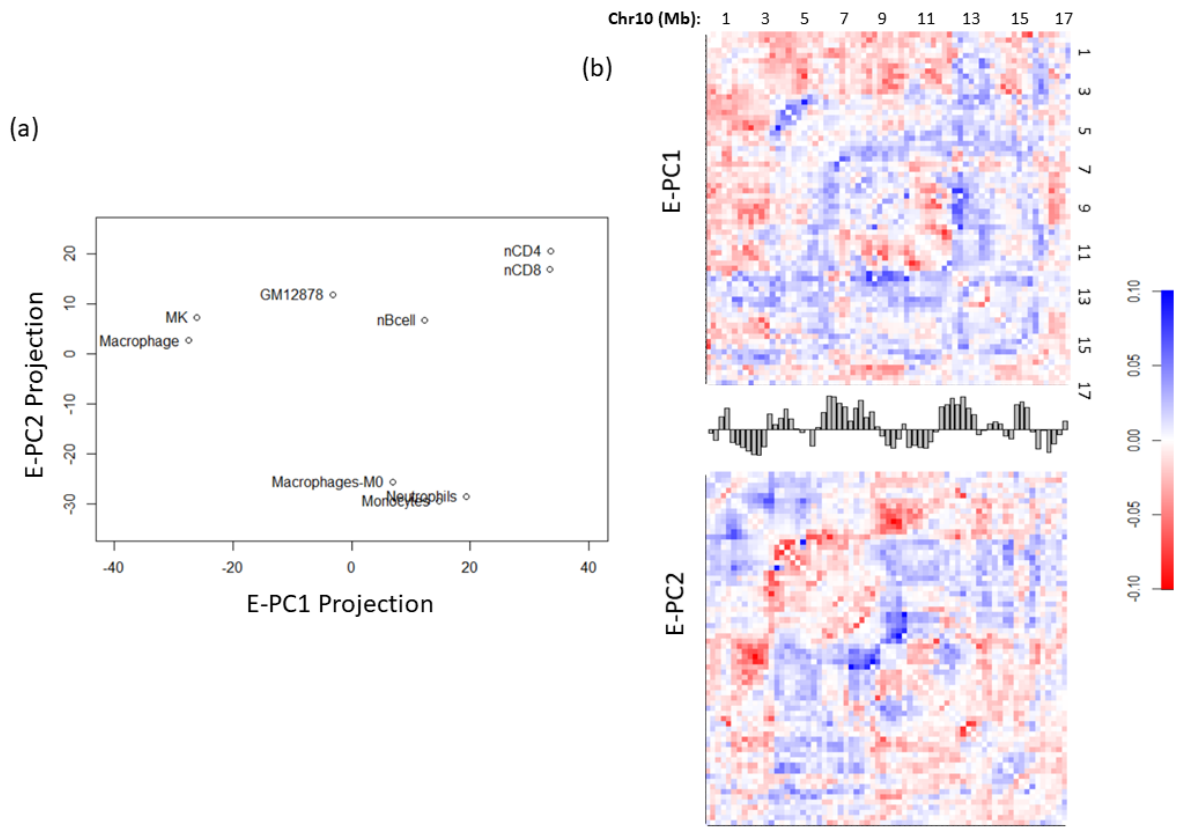 (a)
E-PC2 Projection
20
10
0
-10
-20
-30
nCD4
nCD8
GM12878
nBcell
MK
Macrophage
Macrophages-M0
Neutrophils
Monocytes
-40
-20
0
20
40
E-PC1 Projection
(b)
Chr10 (Mb): 1 3 5 7 9 11 13 15 17
E-PC1
1
3
5
7
9
11
13
15
17
E-PC2
0.10
0.05
0.00
-0.05
-0.10